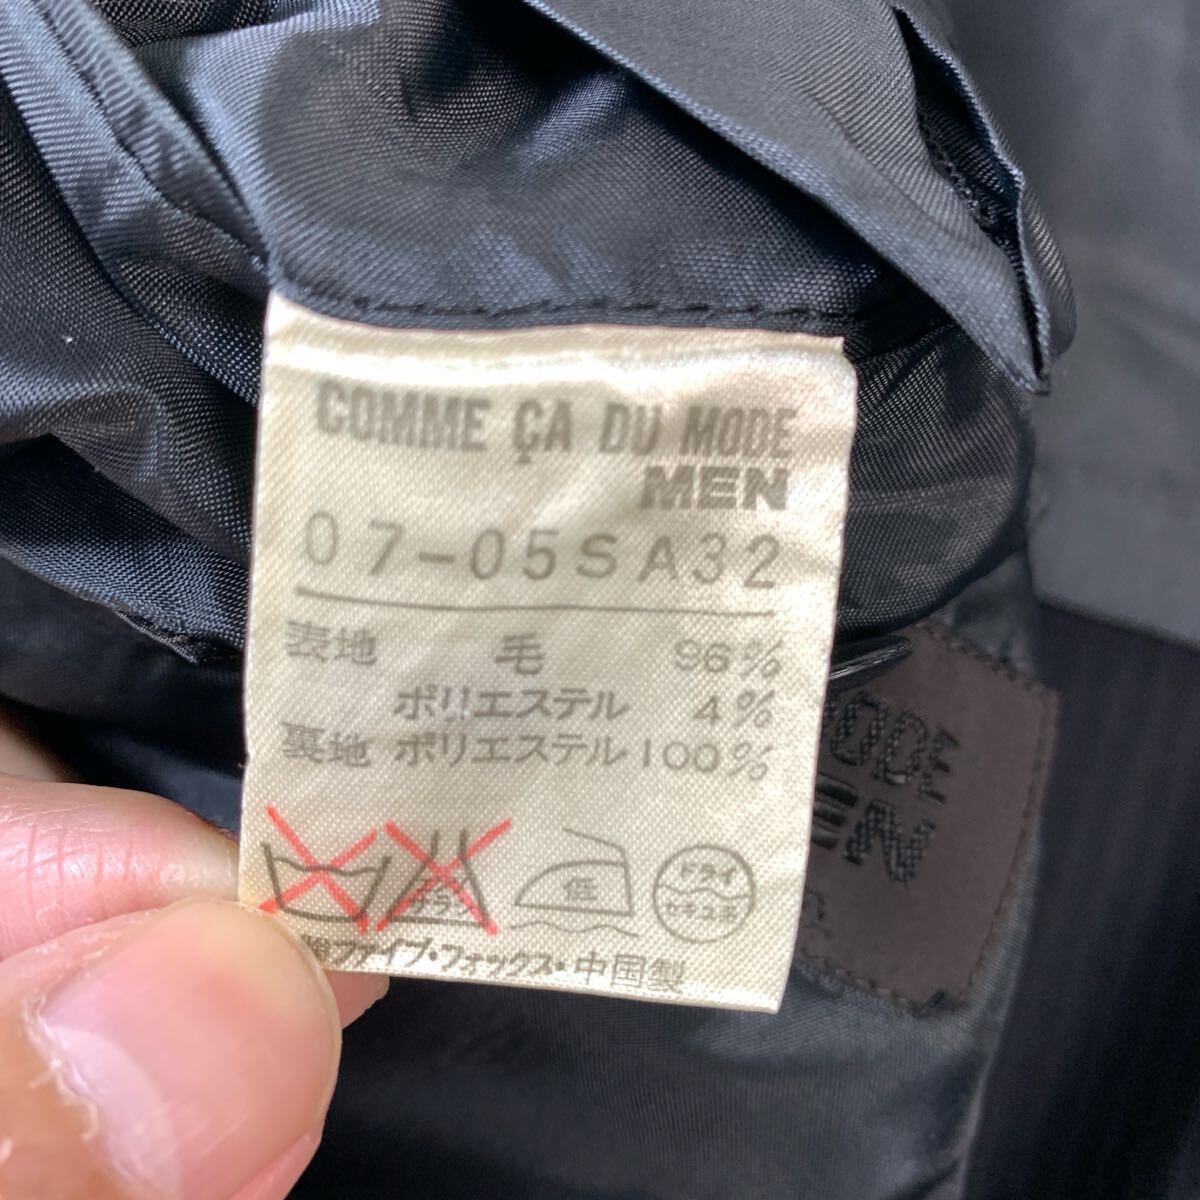 COMME ÇA DU MODE
MEN
07-05SA32
表地 毛 96%
ポリエステル 4%
裏地 ポリエステル 100%
低
ドライ
セキユ系
ファイブ・フォックス・中国製
MODE
MEN